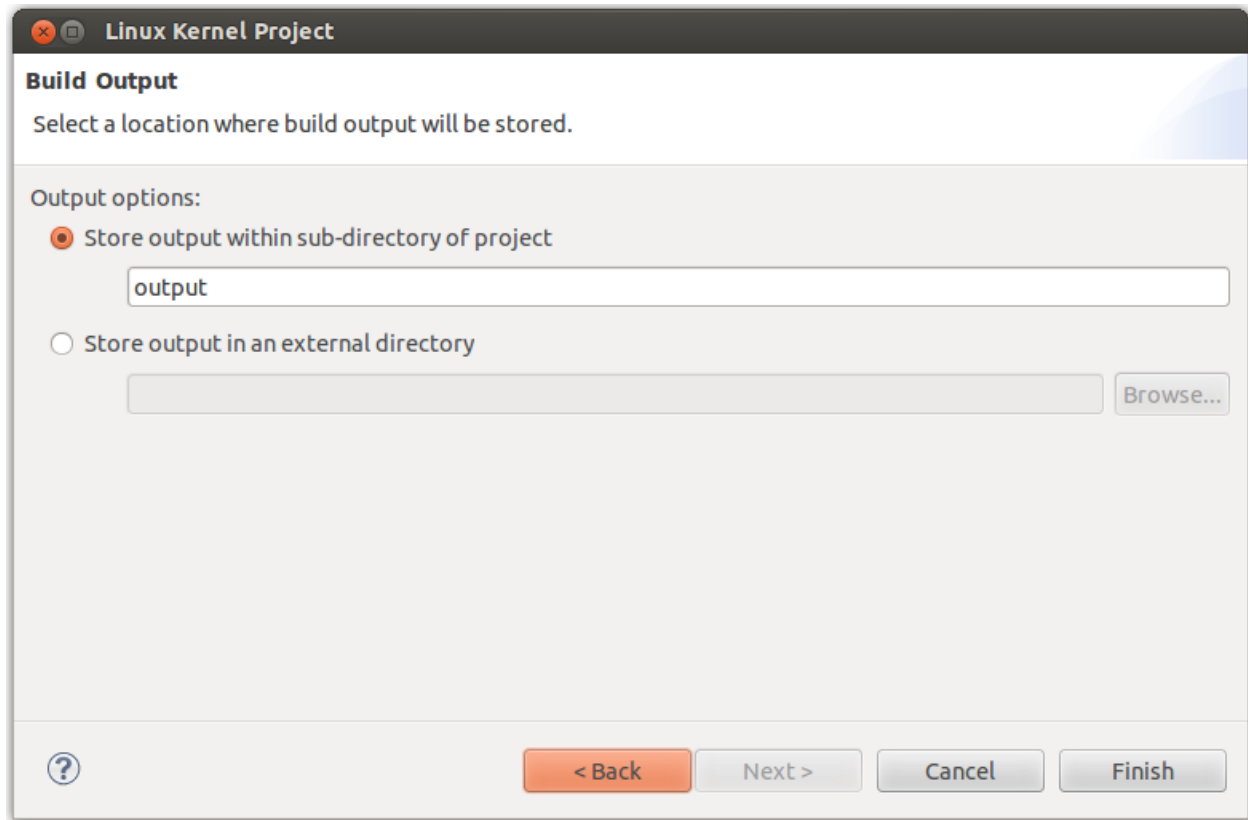 Linux Kernel Project
Build Output
Select a location where build output will be stored.
Output options:
Store output within sub-directory of project
output
Store output in an external directory
Browse...
?
< Back
Next >
Cancel
Finish